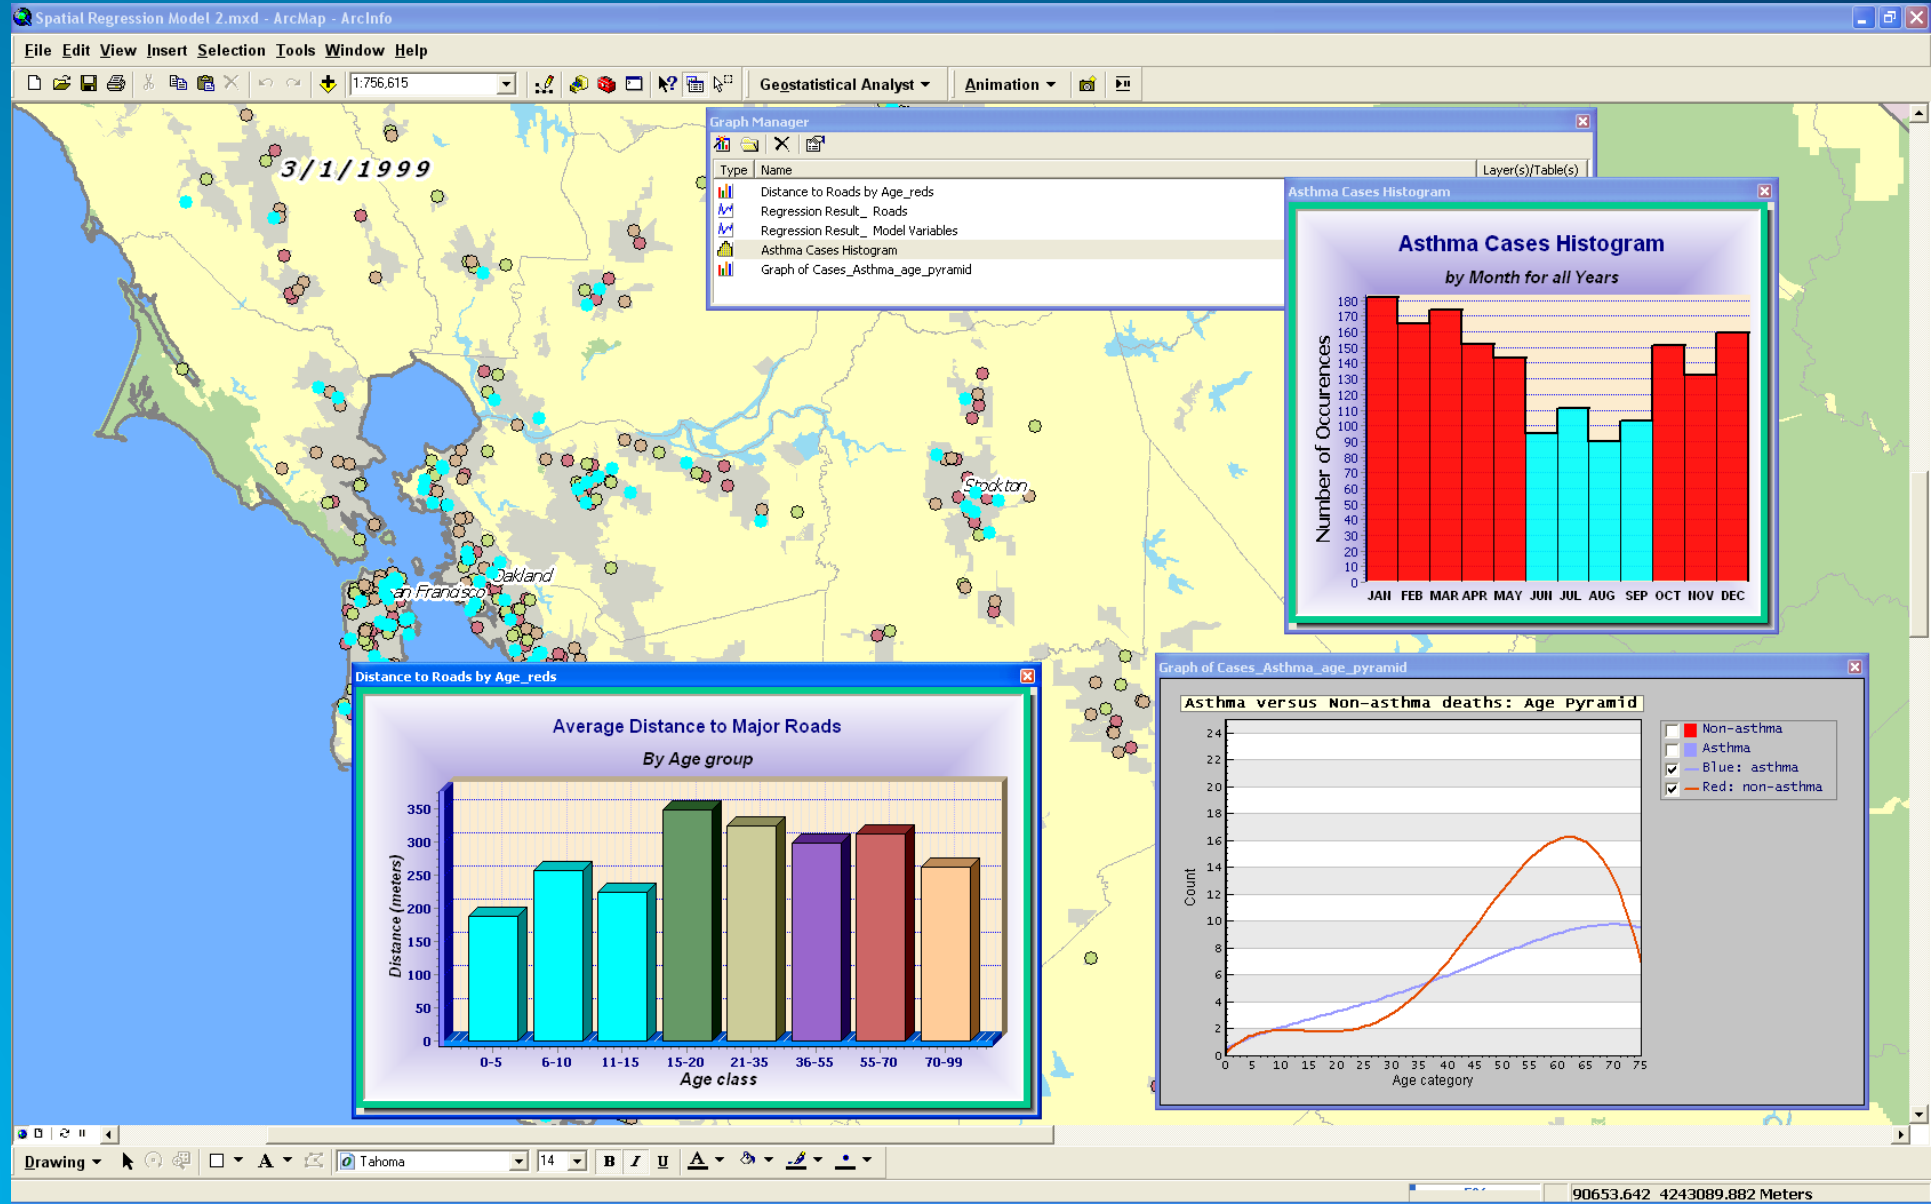 Spatial Regression Model 2.mxd - ArcMap - ArcInfo
File Edit View Insert Selection Tools Window Help
1:756,615
Geostatistical Analyst
Animation
3/1/1999
Stockton
Oakland
an Francisco
Graph Manager
Type Name Layer(s)/Table(s)
Distance to Roads by Age_reds
Regression Result_ Roads
Regression Result_ Model Variables
Asthma Cases Histogram
Graph of Cases_Asthma_age_pyramid
Asthma Cases Histogram
Asthma Cases Histogram
by Month for all Years
Number of Occurences
180
170
160
150
140
130
120
110
100
90
80
70
60
50
40
30
20
10
0
JAN FEB MAR APR MAY JUN JUL AUG SEP OCT NOV DEC
Distance to Roads by Age_reds
Average Distance to Major Roads
By Age group
Distance (meters)
350
300
250
200
150
100
50
0
0-5 6-10 11-15 15-20 21-35 36-55 55-70 70-99
Age class
Graph of Cases_Asthma_age_pyramid
Asthma versus Non-asthma deaths: Age Pyramid
Non-asthma
Asthma
Blue: asthma
Red: non-asthma
Count
24
22
20
18
16
14
12
10
8
6
4
2
0
0 5 10 15 20 25 30 35 40 45 50 55 60 65 70 75
Age category
Drawing
A
Tahoma
14
B I U A
90653.642 4243089.882 Meters